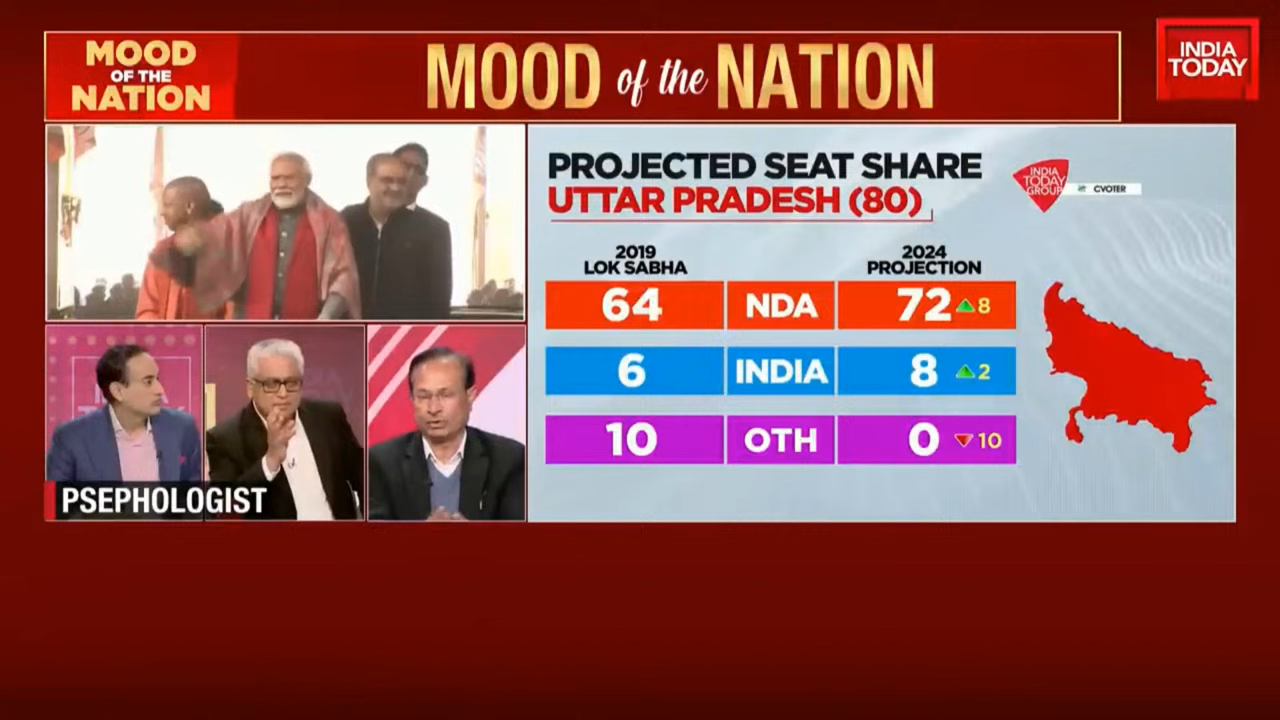 MOOD
OF THE
NATION
MOOD of the NATION
INDIA
TODAY
PROJECTED SEAT SHARE
UTTAR PRADESH (80)
INDIA
TODAY
GROUP
CVOTER
2019
LOK SABHA
2024
PROJECTION
64 NDA 72 8
6 INDIA 8 2
10 OTH 0 10
PSEPHOLOGIST